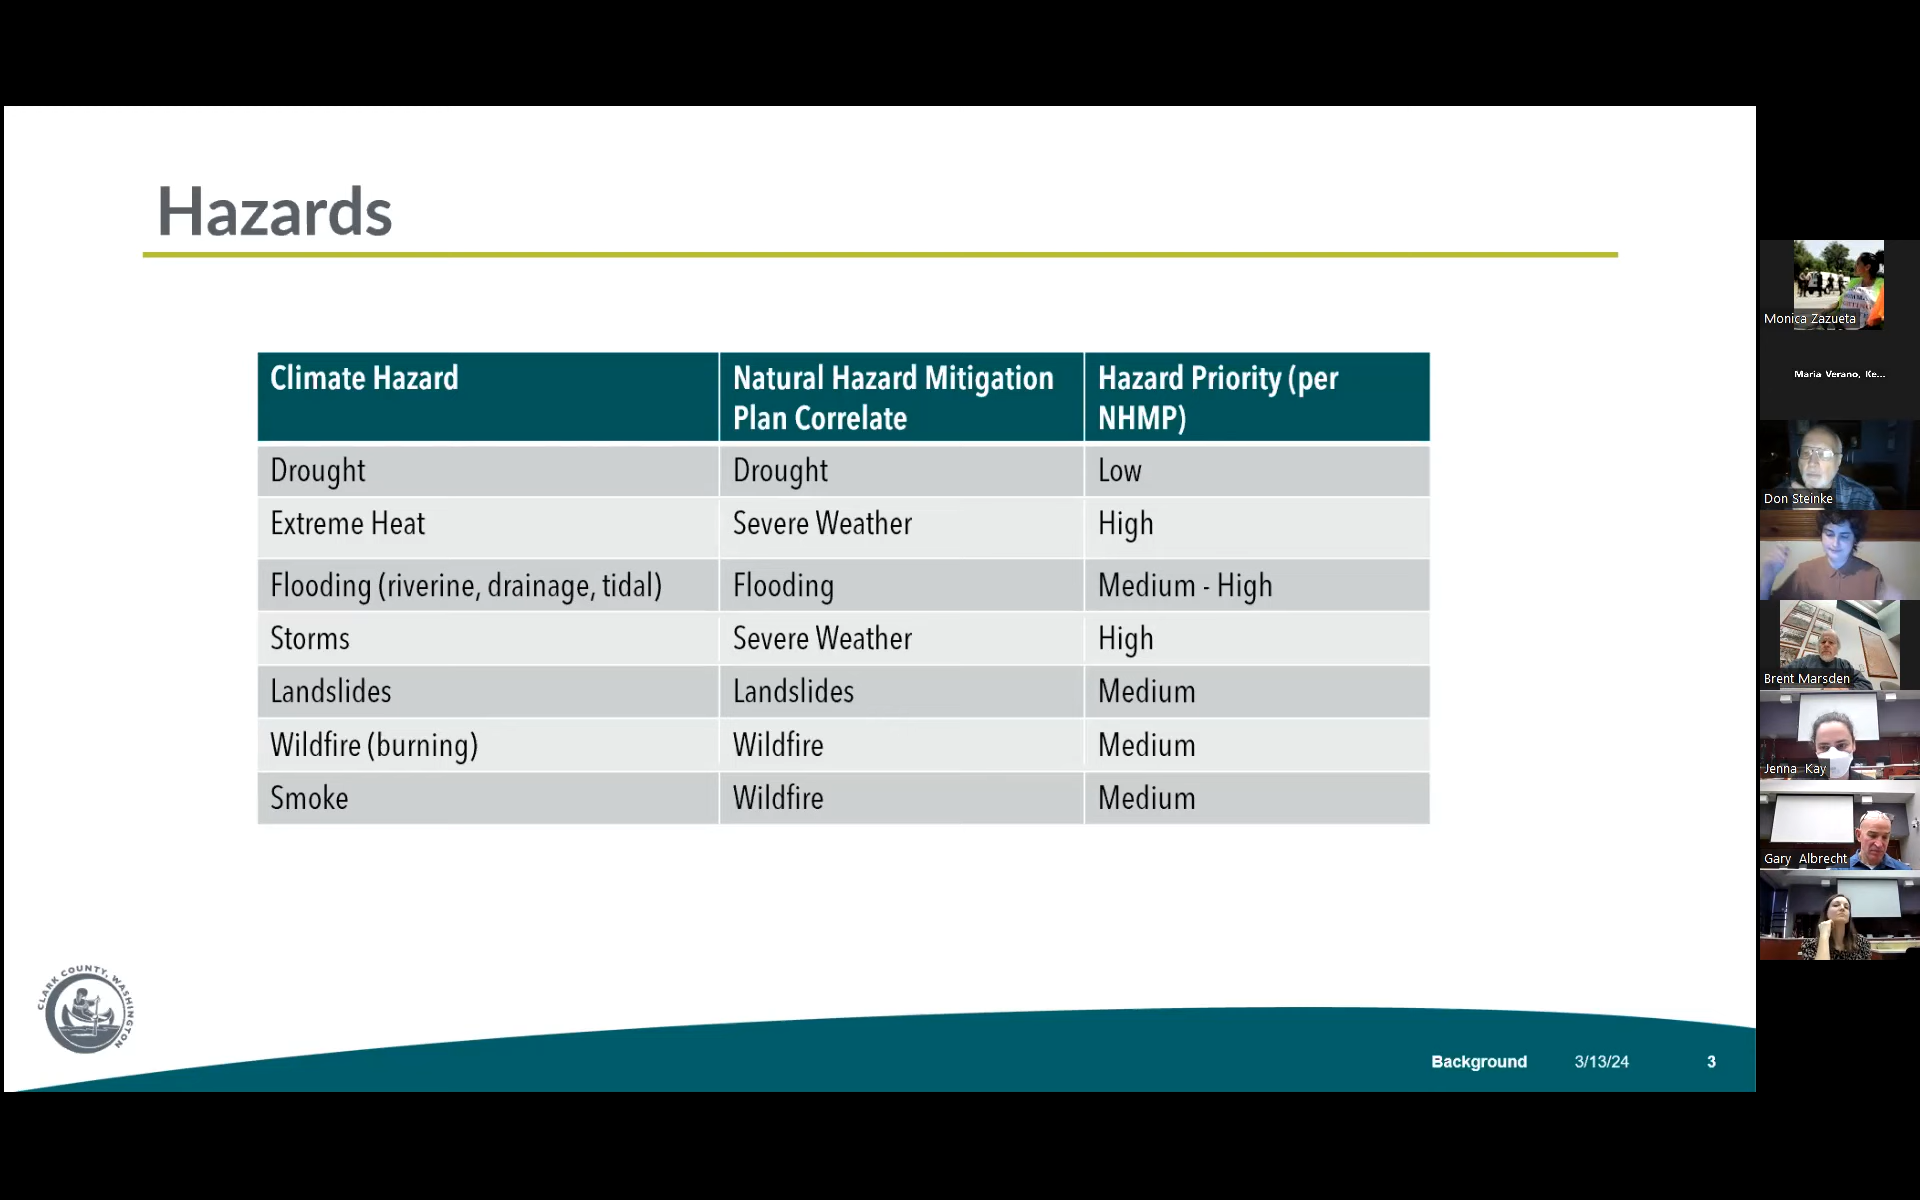 Hazards
Climate Hazard
Natural Hazard Mitigation
Plan Correlate
Hazard Priority (per
NHMP)
Drought
Drought
Low
Extreme Heat
Severe Weather
High
Flooding (riverine, drainage, tidal)
Flooding
Medium - High
Storms
Severe Weather
High
Landslides
Landslides
Medium
Wildfire (burning)
Wildfire
Medium
Smoke
Wildfire
Medium
CLARK COUNTY, WASHINGTON
Background
3/13/24
3
Monica Zazueta
Maria Verano, Ke...
Don Steinke
Brent Marsden
Jenna Kay
Gary Albrecht